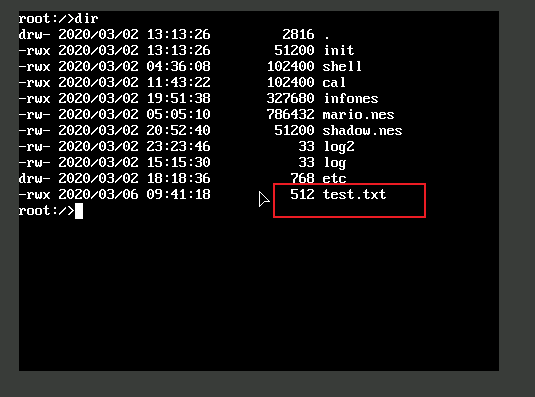 root:/>dir
drw- 2020/03/02 13:13:26 2816 .
-rwx 2020/03/02 13:13:26 51200 init
-rwx 2020/03/02 04:36:08 102400 shell
-rwx 2020/03/02 11:43:22 102400 cal
-rwx 2020/03/02 19:51:38 327680 infones
-rw- 2020/03/02 05:05:10 786432 mario.nes
-rw- 2020/03/02 20:52:40 51200 shadow.nes
-rw- 2020/03/02 23:23:46 33 log2
-rw- 2020/03/02 15:15:30 33 log
drw- 2020/03/02 18:18:36 768 etc
-rwx 2020/03/06 09:41:18 512 test.txt
root:/>